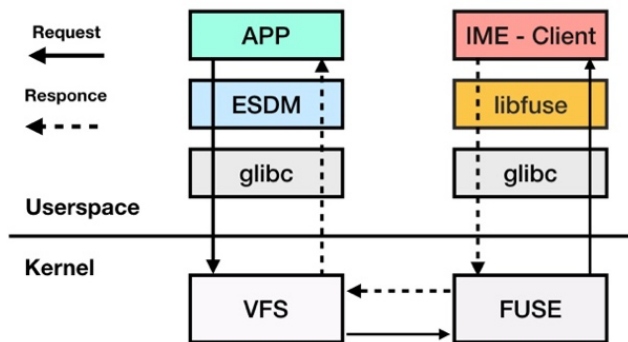 Request
APP
IME - Client
Responce
ESDM
libfuse
glibc
glibc
Userspace
Kernel
VFS
FUSE